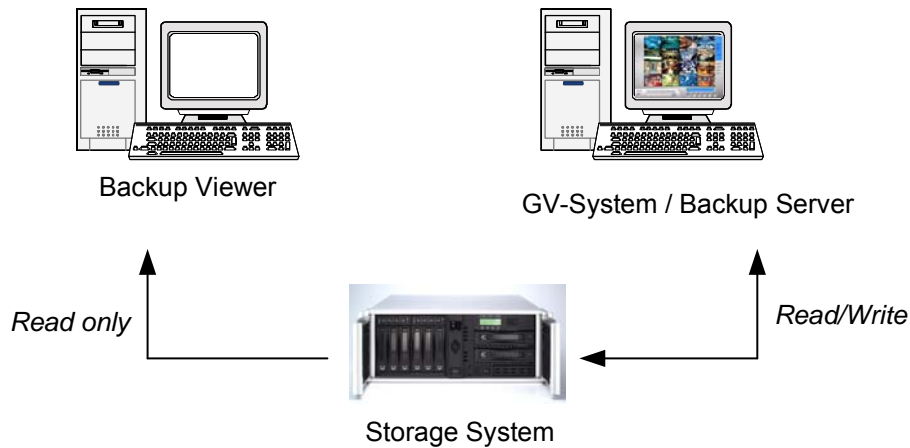 Backup Viewer
GV-System / Backup Server
Read only
Read/Write
Storage System